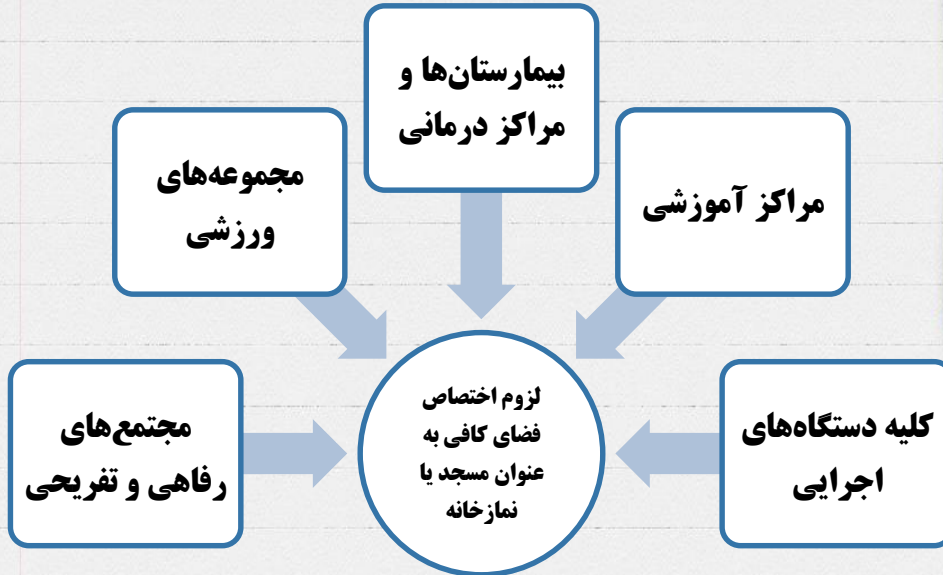 بیمارستان‌ها و
مراکز درمانی
مراکز آموزشی
مجموعه‌های
ورزشی
کلیه دستگاه‌های
اجرایی
لزوم اختصاص
فضای کافی به
عنوان مسجد یا
نمازخانه
مجتمع‌های
رفاهی و تفریحی